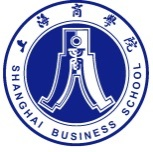 上海商學院
SHANGHAI BUSINESS SCHOOL